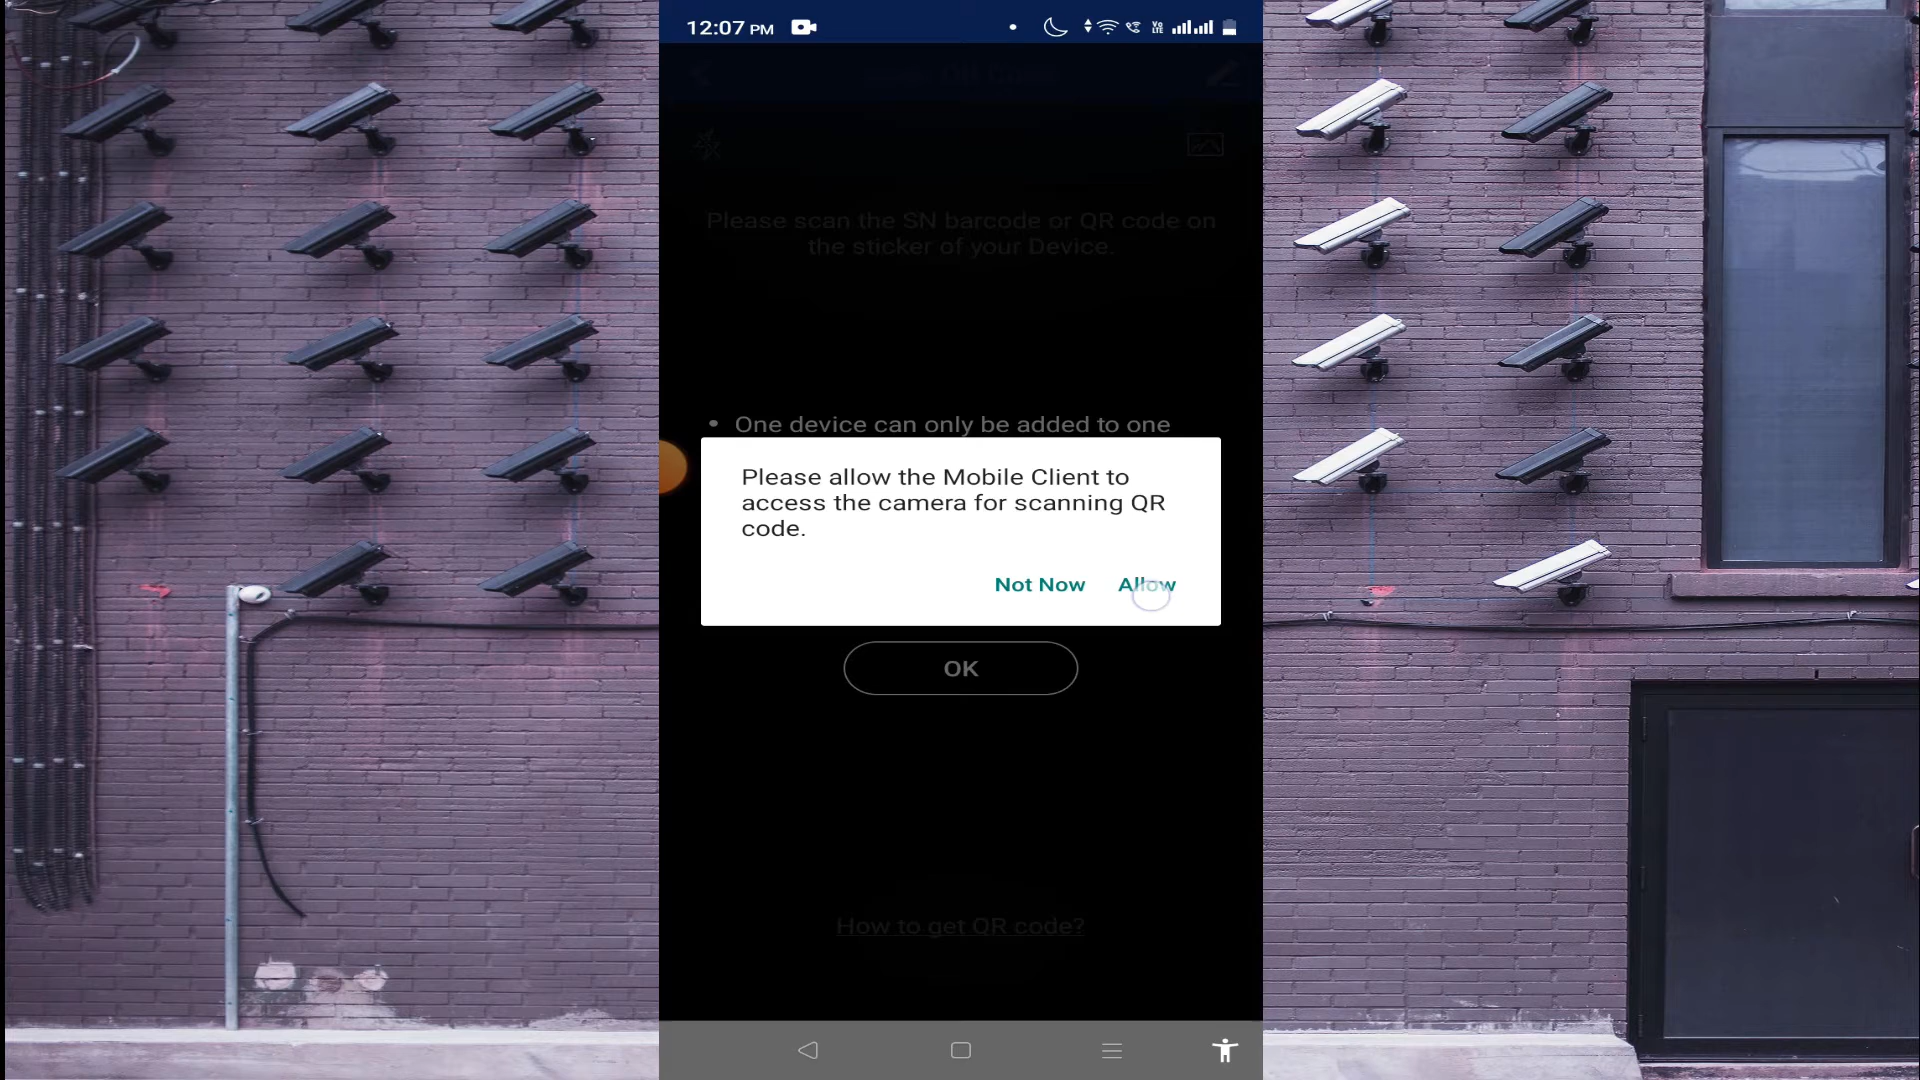 12:07 PM
Vo
LTE
Please scan the SN barcode or QR code on
the sticker of your Device.
• One device can only be added to one
Please allow the Mobile Client to
access the camera for scanning QR
code.
Not Now Allow
OK
How to get QR code?